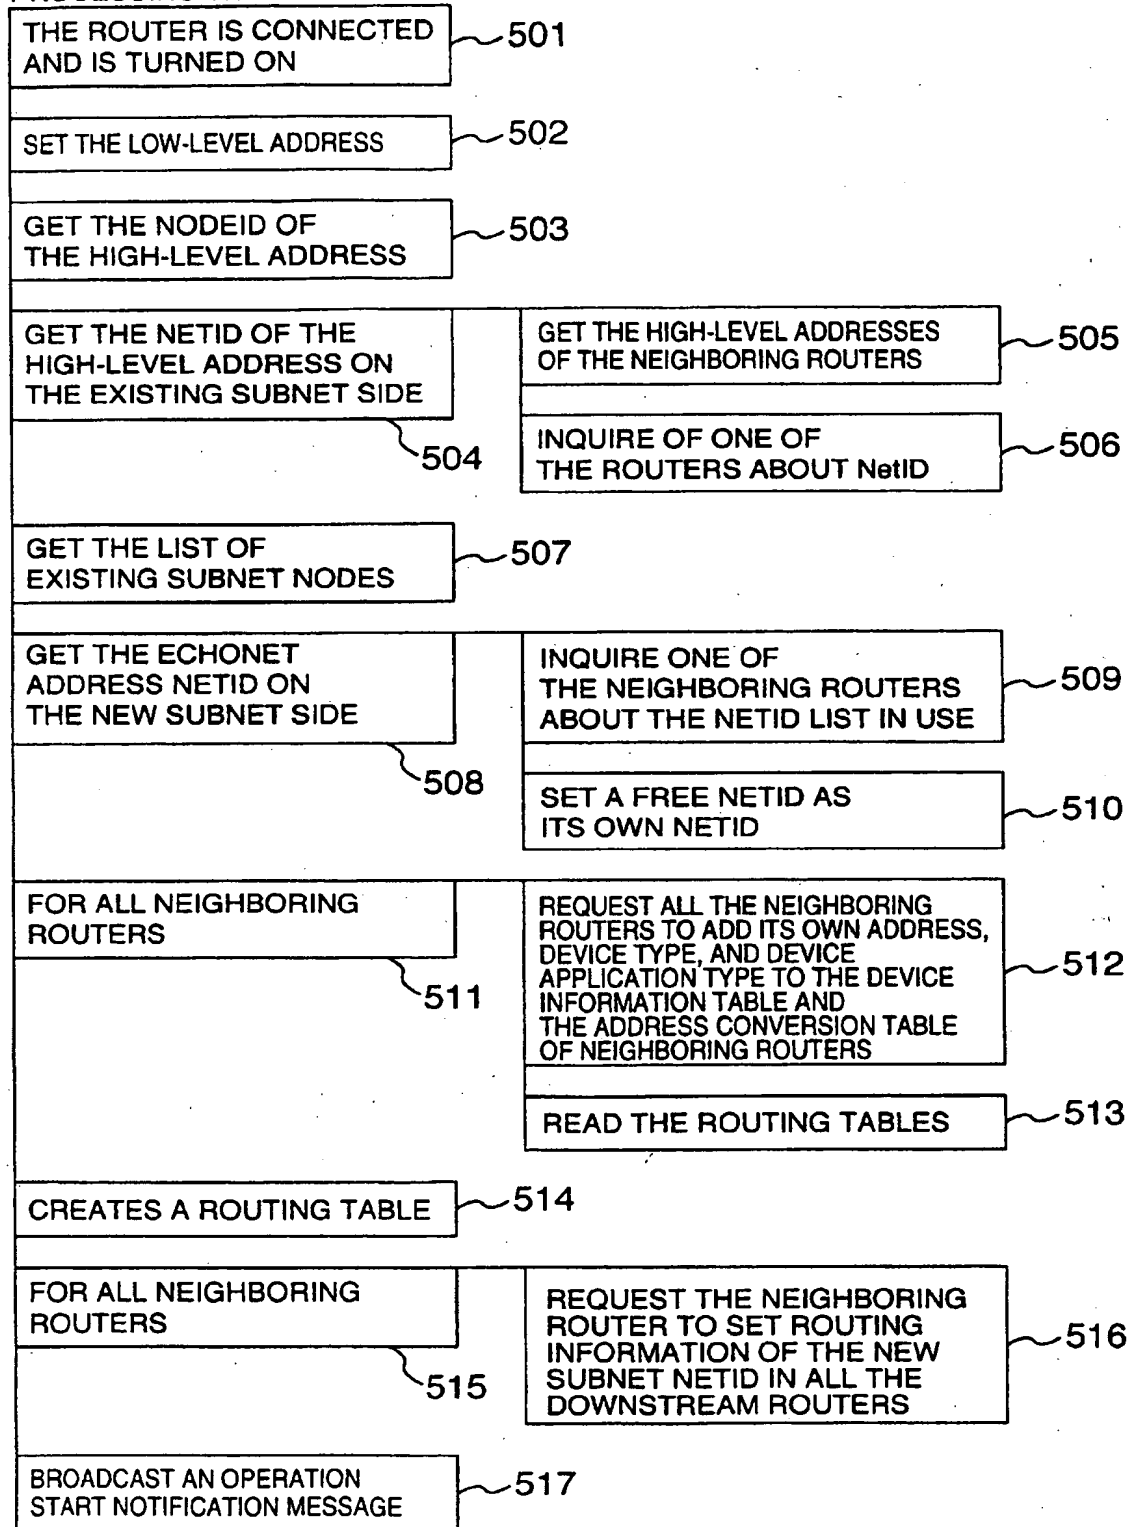 THE ROUTER IS CONNECTED
AND IS TURNED ON
501
SET THE LOW-LEVEL ADDRESS
502
GET THE NODEID OF
THE HIGH-LEVEL ADDRESS
503
GET THE NETID OF THE
HIGH-LEVEL ADDRESS ON
THE EXISTING SUBNET SIDE
504
GET THE HIGH-LEVEL ADDRESSES
OF THE NEIGHBORING ROUTERS
505
INQUIRE OF ONE OF
THE ROUTERS ABOUT NetID
506
GET THE LIST OF
EXISTING SUBNET NODES
507
GET THE ECHONET
ADDRESS NETID ON
THE NEW SUBNET SIDE
508
INQUIRE ONE OF
THE NEIGHBORING ROUTERS
ABOUT THE NETID LIST IN USE
509
SET A FREE NETID AS
ITS OWN NETID
510
FOR ALL NEIGHBORING
ROUTERS
511
REQUEST ALL THE NEIGHBORING
ROUTERS TO ADD ITS OWN ADDRESS,
DEVICE TYPE, AND DEVICE
APPLICATION TYPE TO THE DEVICE
INFORMATION TABLE AND
THE ADDRESS CONVERSION TABLE
OF NEIGHBORING ROUTERS
512
READ THE ROUTING TABLES
513
CREATES A ROUTING TABLE
514
FOR ALL NEIGHBORING
ROUTERS
515
REQUEST THE NEIGHBORING
ROUTER TO SET ROUTING
INFORMATION OF THE NEW
SUBNET NETID IN ALL THE
DOWNSTREAM ROUTERS
516
BROADCAST AN OPERATION
START NOTIFICATION MESSAGE
517